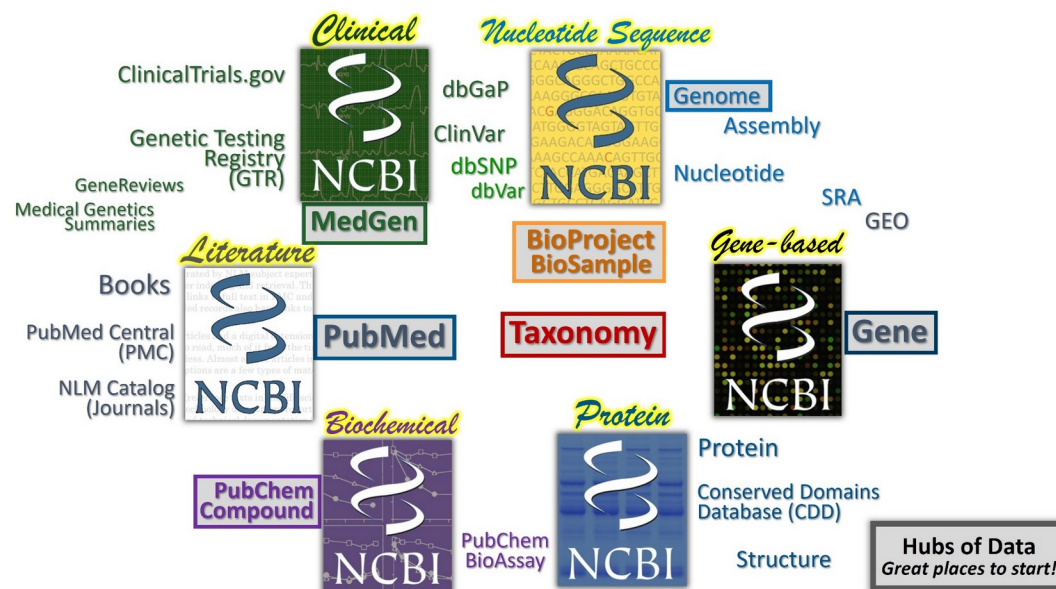 Clinical
ClinicalTrials.gov
Genetic Testing
Registry
(GTR)
GeneReviews
Medical Genetics
Summaries
NCBI
MedGen
dbGaP
ClinVar
dbSNP
dbVar
Nucleotide Sequence
NCBI
Genome
Assembly
Nucleotide
SRA
GEO
BioProject
BioSample
Literature
Books
PubMed Central
(PMC)
NLM Catalog
(Journals)
NCBI
PubMed
Taxonomy
Gene-based
NCBI
Gene
Biochemical
PubChem
Compound
NCBI
PubChem
BioAssay
Protein
NCBI
Protein
Conserved Domains
Database (CDD)
Structure
Hubs of Data
Great places to start!